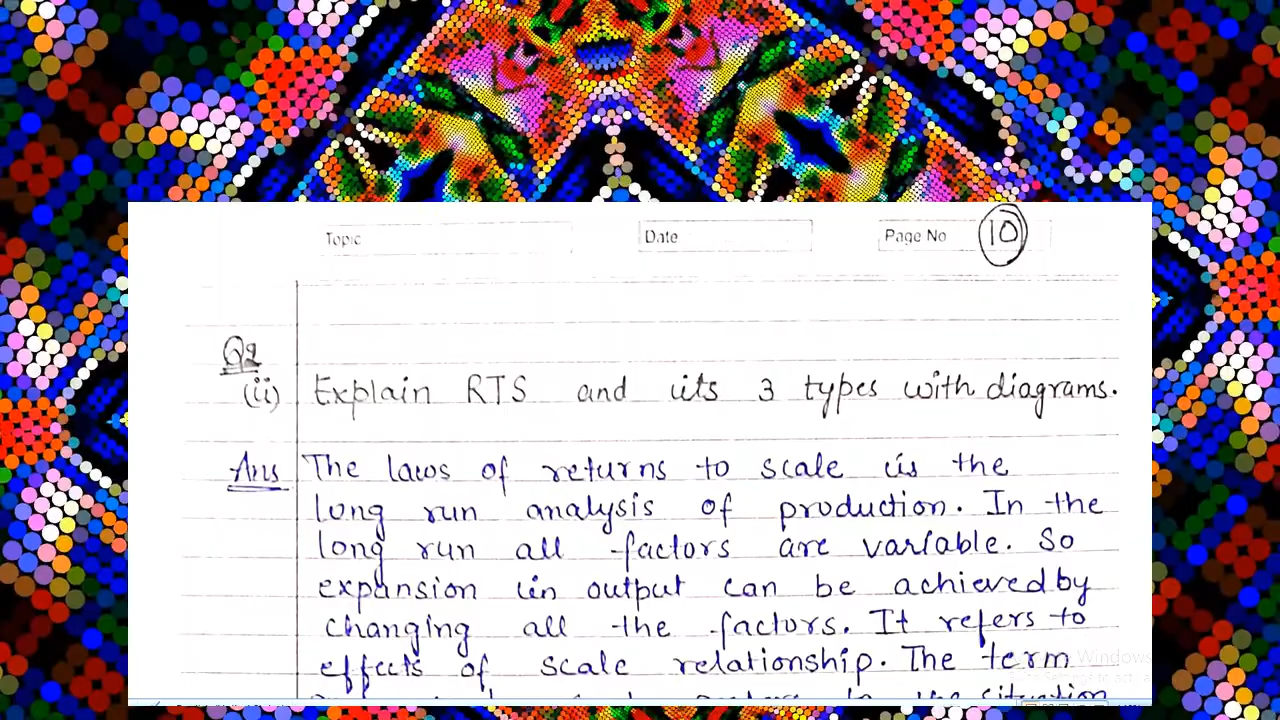 Topic Date Page No 10
Q2
(ii) Explain RTS and its 3 types with diagrams.
Ans The laws of returns to scale is the
long run analysis of production. In the
long run all factors are variable. So
expansion in output can be achieved by
changing all the factors. It refers to
effects of scale relationship. The term
to the situation